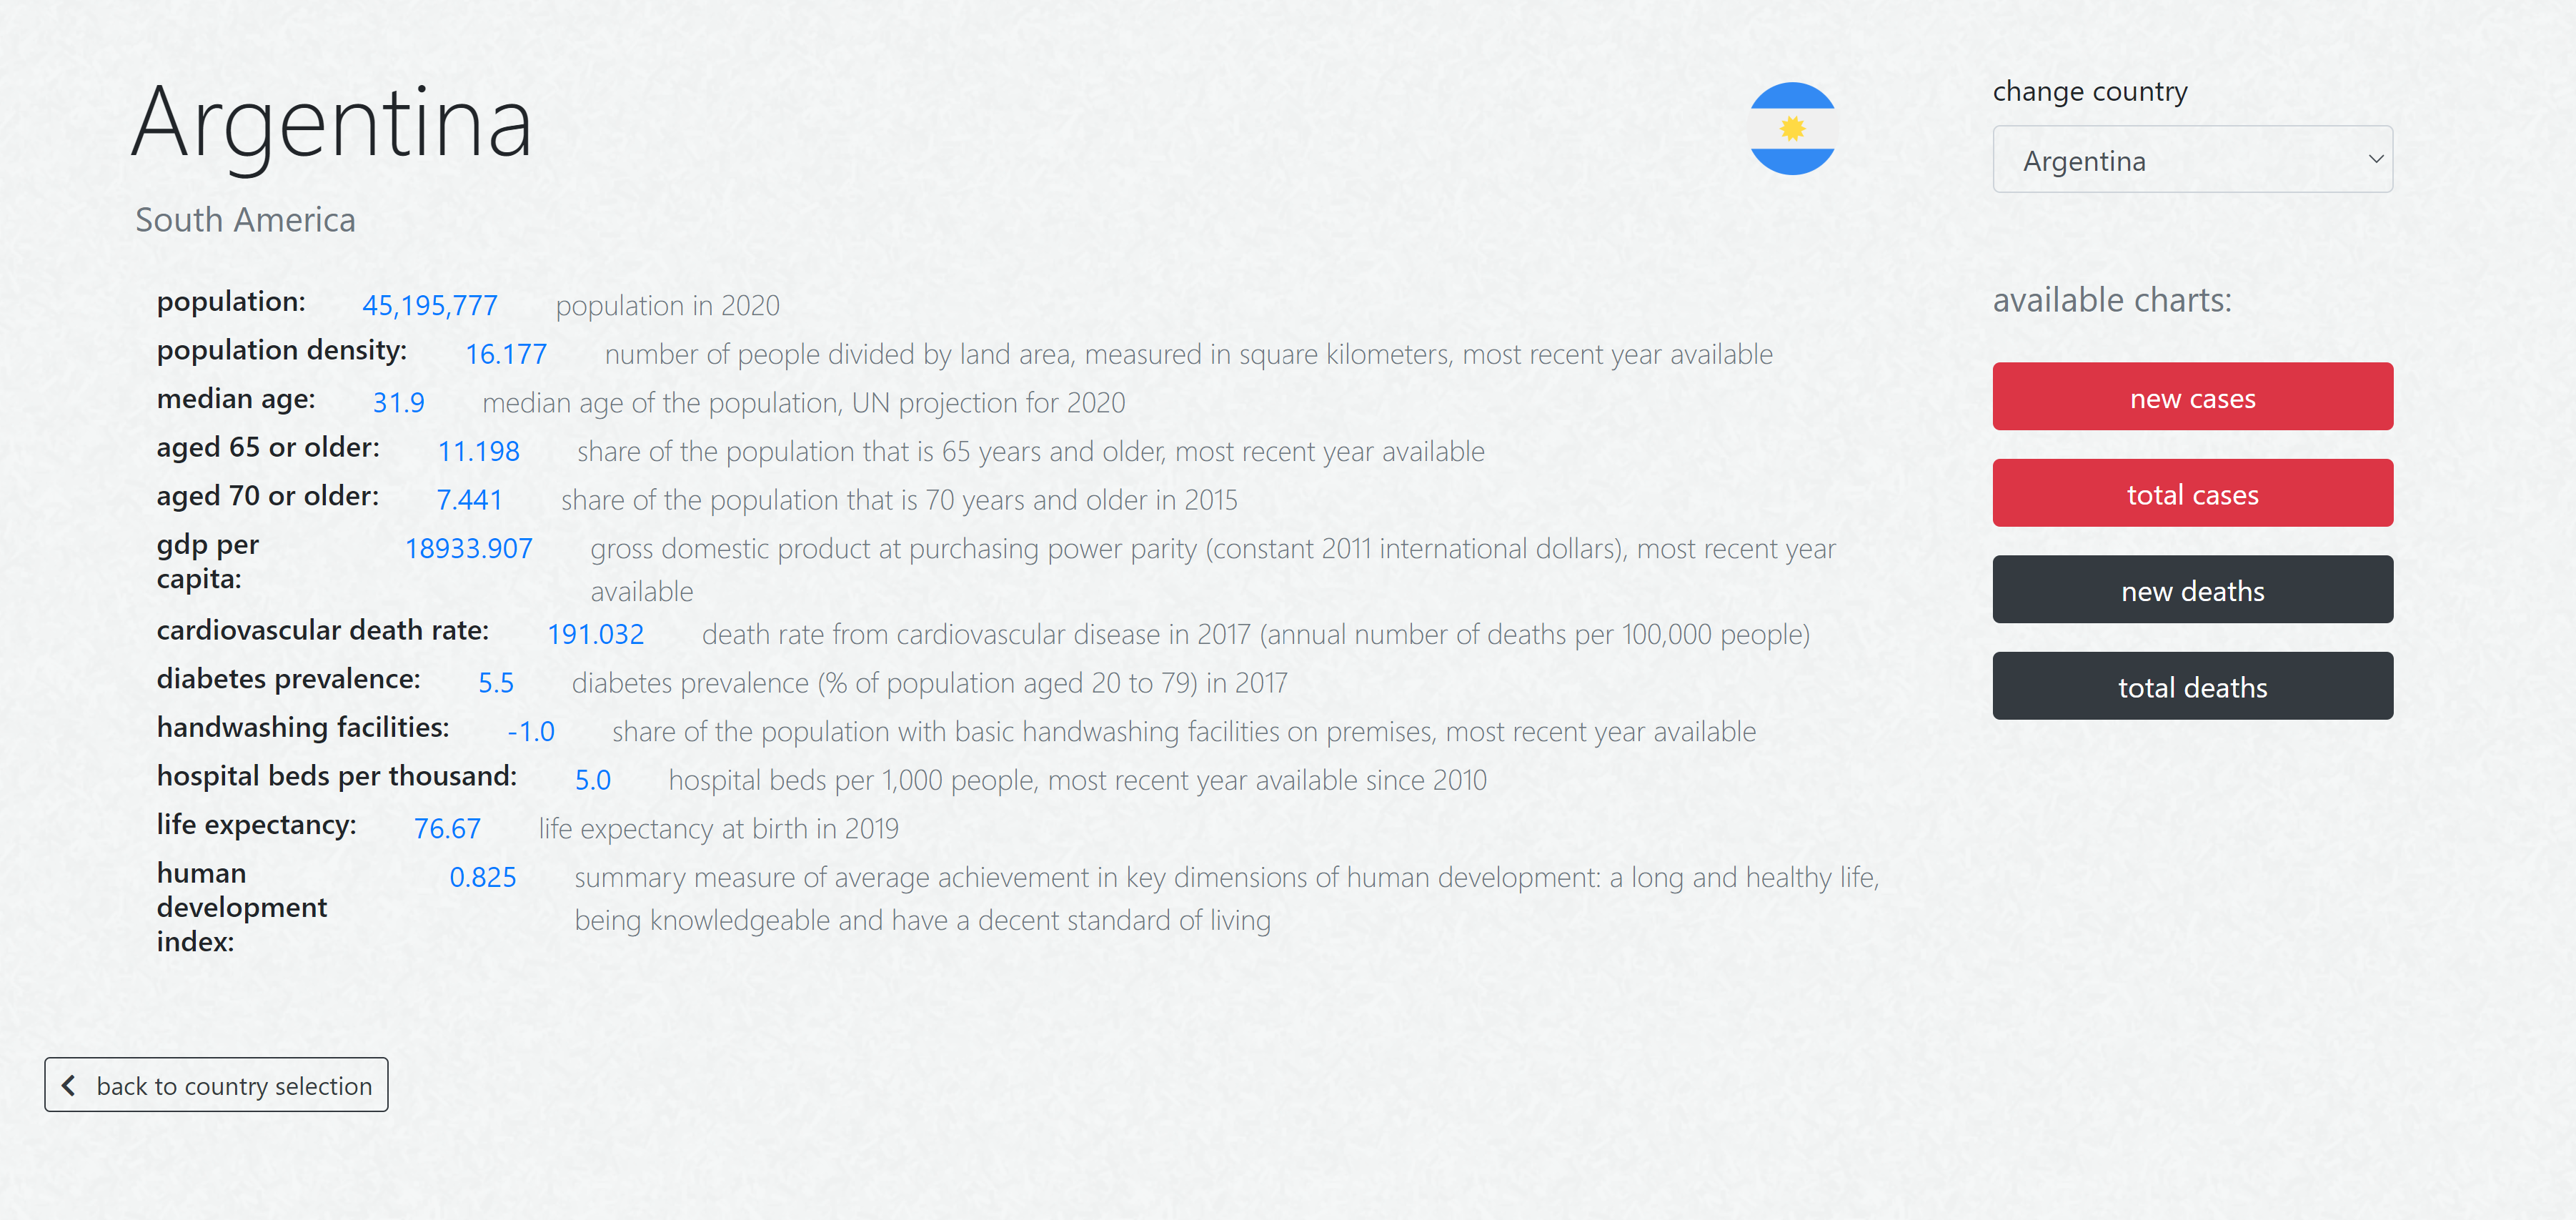 Argentina
South America
population: 45,195,777 population in 2020
population density: 16.177 number of people divided by land area, measured in square kilometers, most recent year available
median age: 31.9 median age of the population, UN projection for 2020
aged 65 or older: 11.198 share of the population that is 65 years and older, most recent year available
aged 70 or older: 7.441 share of the population that is 70 years and older in 2015
gdp per
capita:
18933.907
gross domestic product at purchasing power parity (constant 2011 international dollars), most recent year
available
cardiovascular death rate: 191.032 death rate from cardiovascular disease in 2017 (annual number of deaths per 100,000 people)
diabetes prevalence: 5.5 diabetes prevalence (% of population aged 20 to 79) in 2017
handwashing facilities: -1.0 share of the population with basic handwashing facilities on premises, most recent year available
hospital beds per thousand: 5.0 hospital beds per 1,000 people, most recent year available since 2010
life expectancy: 76.67 life expectancy at birth in 2019
human
development
index:
0.825
summary measure of average achievement in key dimensions of human development: a long and healthy life,
being knowledgeable and have a decent standard of living
back to country selection
change country
Argentina
available charts:
new cases
total cases
new deaths
total deaths